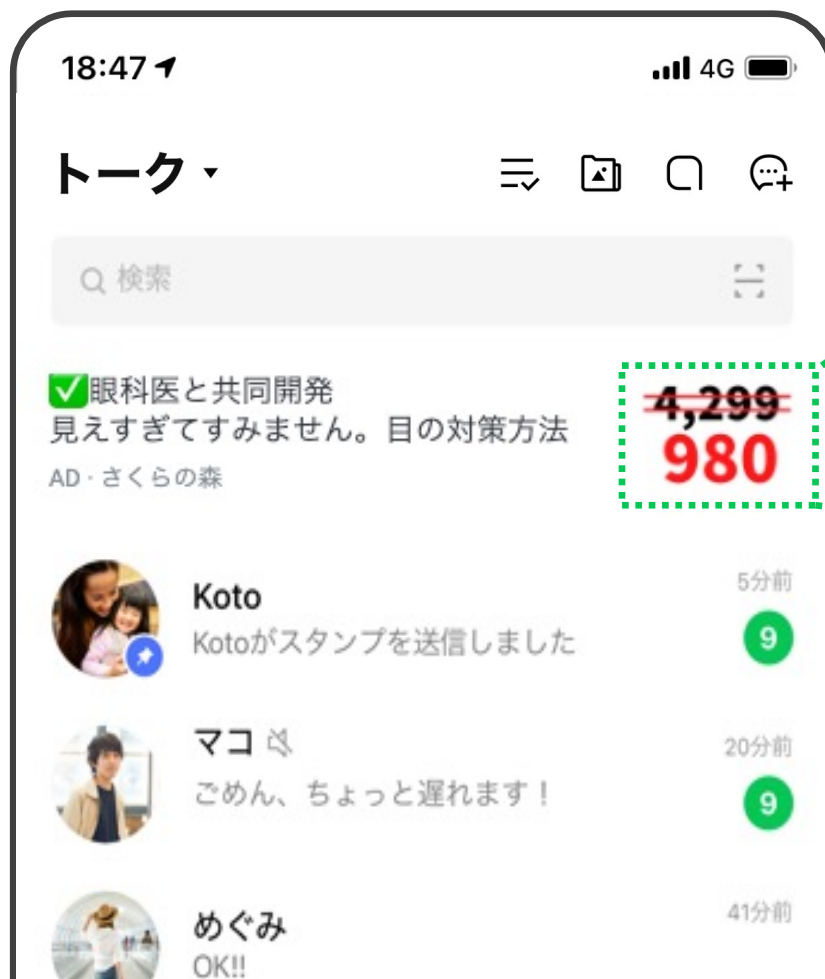 18:47
4G
トーク
検索
✅眼科医と共同開発
見えすぎてすみません。目の対策方法
AD · さくらの森
4,299
980
Koto
5分前
Kotoがスタンプを送信しました
9
マコ
20分前
ごめん、ちょっと遅れます！
9
めぐみ
41分前
OK!!